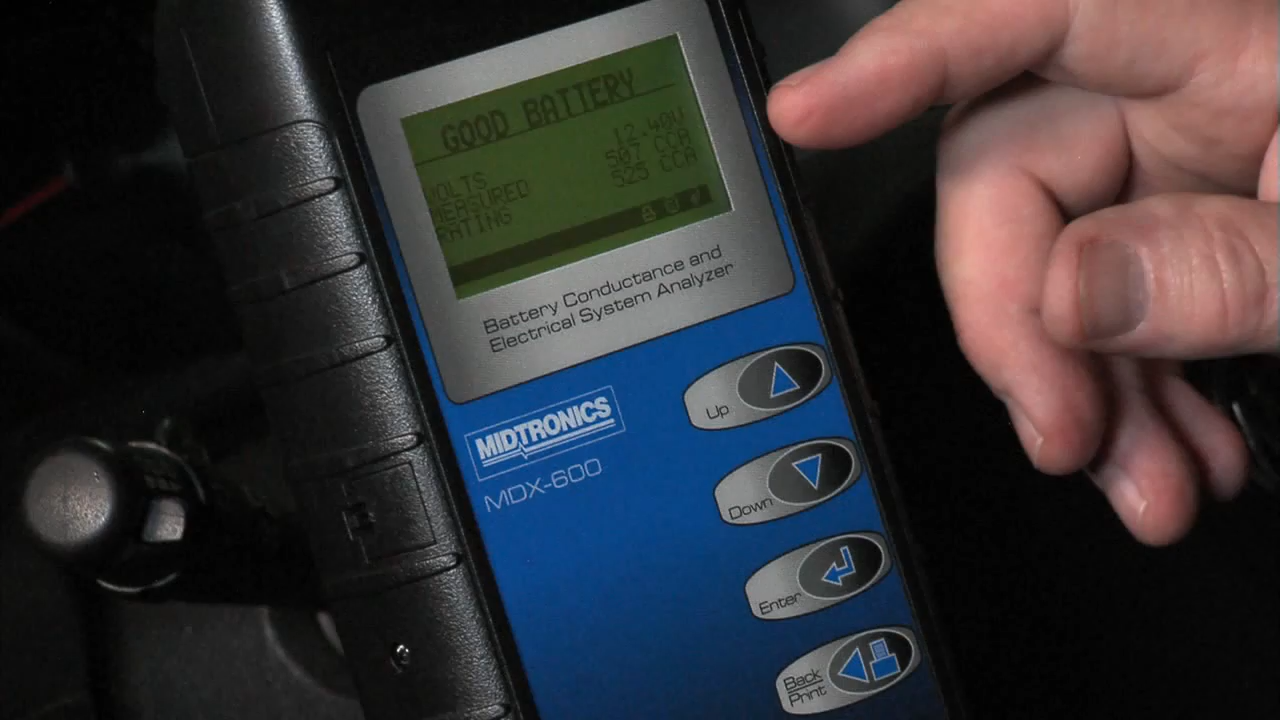 GOOD BATTERY
VOLTS 12.40V
MEASURED 507 CCA
RATING 525 CCA
Battery Conductance and
Electrical System Analyzer
MIDTRONICS
MDX-600
Up
Down
Enter
Back
Print